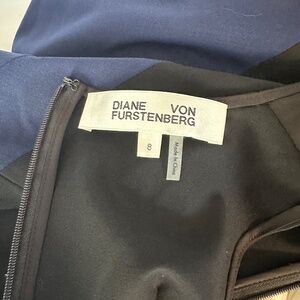 DIANE VON
FURSTENBERG
8
Made in China